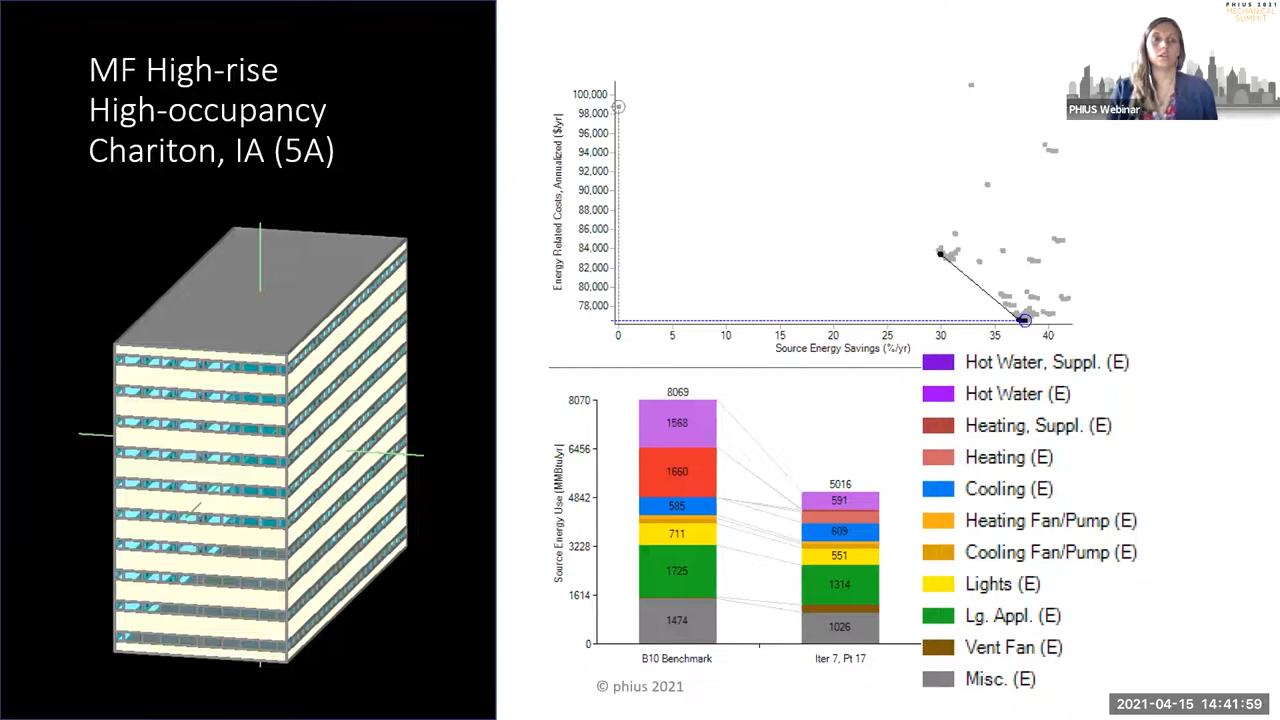 PHIUS 2021
MECHANICAL
SUMMIT
PHIUS Webinar
MF High-rise
High-occupancy
Chariton, IA (5A)
Energy Related Costs, Annualized ($/yr)
100,000
98,000
96,000
94,000
92,000
90,000
88,000
86,000
84,000
82,000
80,000
78,000
0 5 10 15 20 25 30 35 40
Source Energy Savings (%/yr)
Source Energy Use (MMBtu/yr)
8070
6456
4842
3228
1614
0
8069
1568
1660
585
711
1725
1474
B10 Benchmark
5016
591
609
551
1314
1026
Iter 7, Pt 17
Hot Water, Suppl. (E)
Hot Water (E)
Heating, Suppl. (E)
Heating (E)
Cooling (E)
Heating Fan/Pump (E)
Cooling Fan/Pump (E)
Lights (E)
Lg. Appl. (E)
Vent Fan (E)
Misc. (E)
© phius 2021
2021-04-15 14:41:59